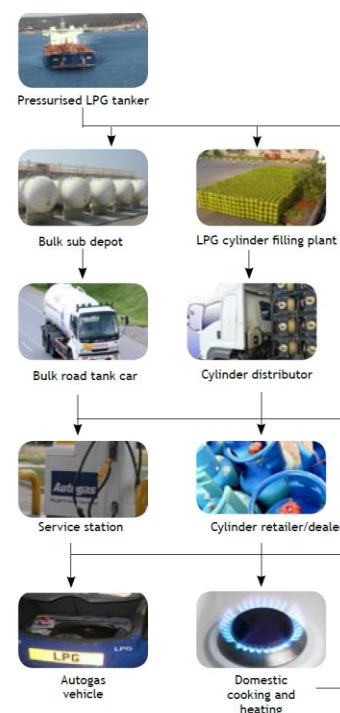 Pressurised LPG tanker
Bulk sub depot
LPG cylinder filling plant
Bulk road tank car
Cylinder distributor
Autogas
Service station
Cylinder retailer/deale
LPG
LPG
Autogas
vehicle
Domestic
cooking and
heating